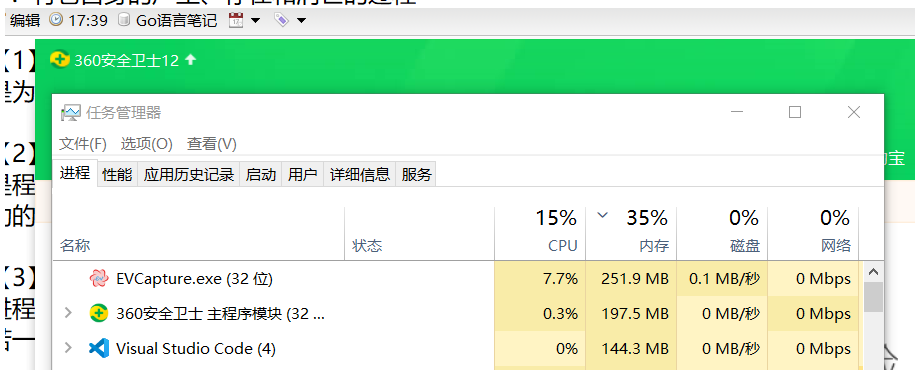 编辑 17:39 Go语言笔记
【1】
360安全卫士12
是为
任务管理器
文件(F) 选项(O) 查看(V)
【2】
进程 性能 应用历史记录 启动 用户 详细信息 服务
15% 35% 0% 0%
名称 状态 CPU 内存 磁盘 网络
【3】
EVCapture.exe (32 位) 7.7% 251.9 MB 0.1 MB/秒 0 Mbps
进程
360安全卫士 主程序模块 (32 ... 0.3% 197.5 MB 0 MB/秒 0 Mbps
Visual Studio Code (4) 0% 144.3 MB 0 MB/秒 0 Mbps